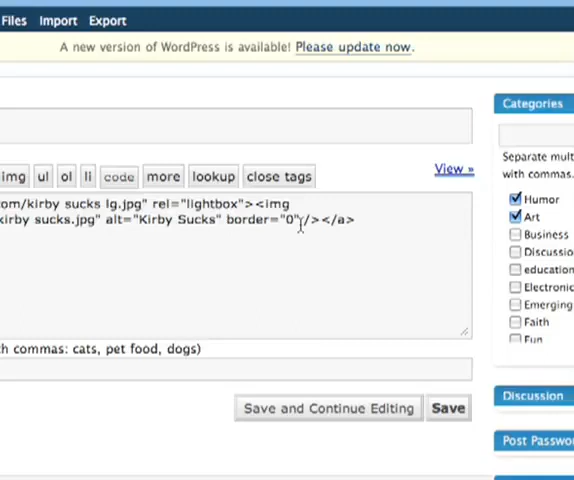 Files Import Export
A new version of WordPress is available! Please update now.
Categories
Separate mult
with commas.
img ul ol li code more lookup close tags
View »
om/kirby sucks lg.jpg" rel="lightbox"><img
kirby sucks.jpg" alt="Kirby Sucks" border="0"/></a>
Humor
Art
Business
Discussio
education
Electronic
Emerging
Faith
Fun
h commas: cats, pet food, dogs)
Save and Continue Editing Save
Discussion
Post Passwo